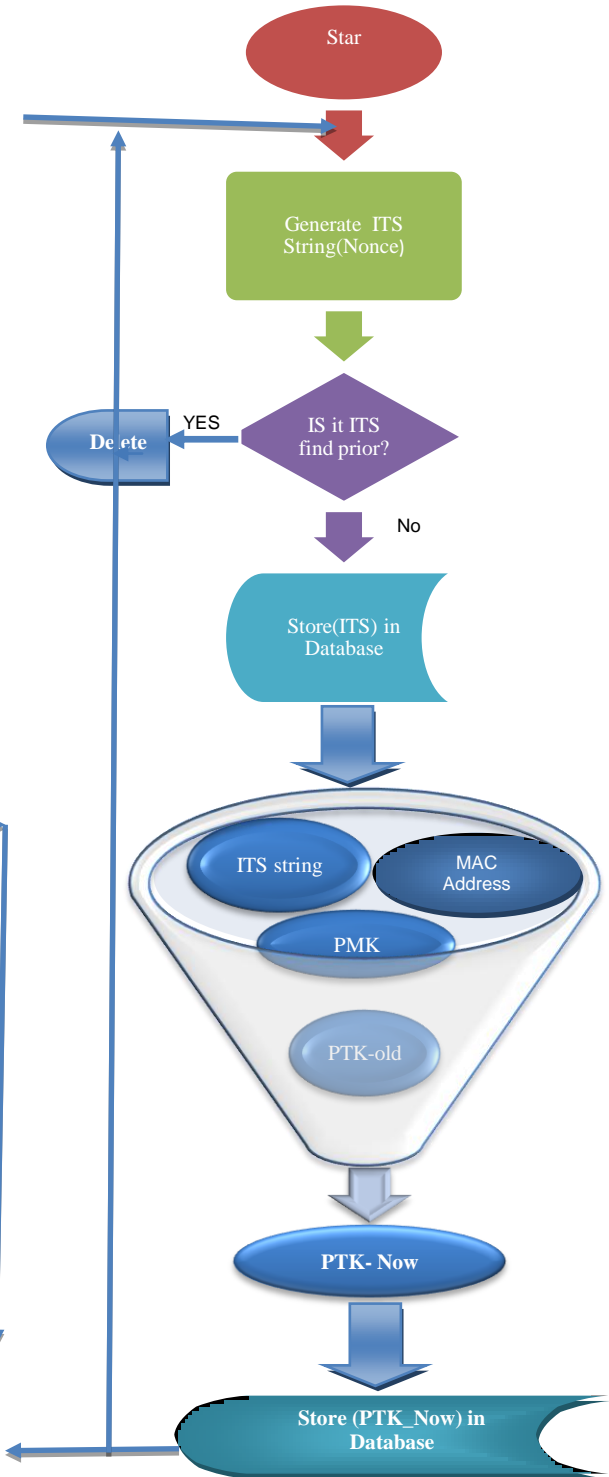 Star
Generate ITS
String(Nonce)
IS it ITS
find prior?
YES
Delete
No
Store(ITS) in
Database
ITS string
MAC
Address
PMK
PTK-old
PTK- Now
Store (PTK_Now) in
Database